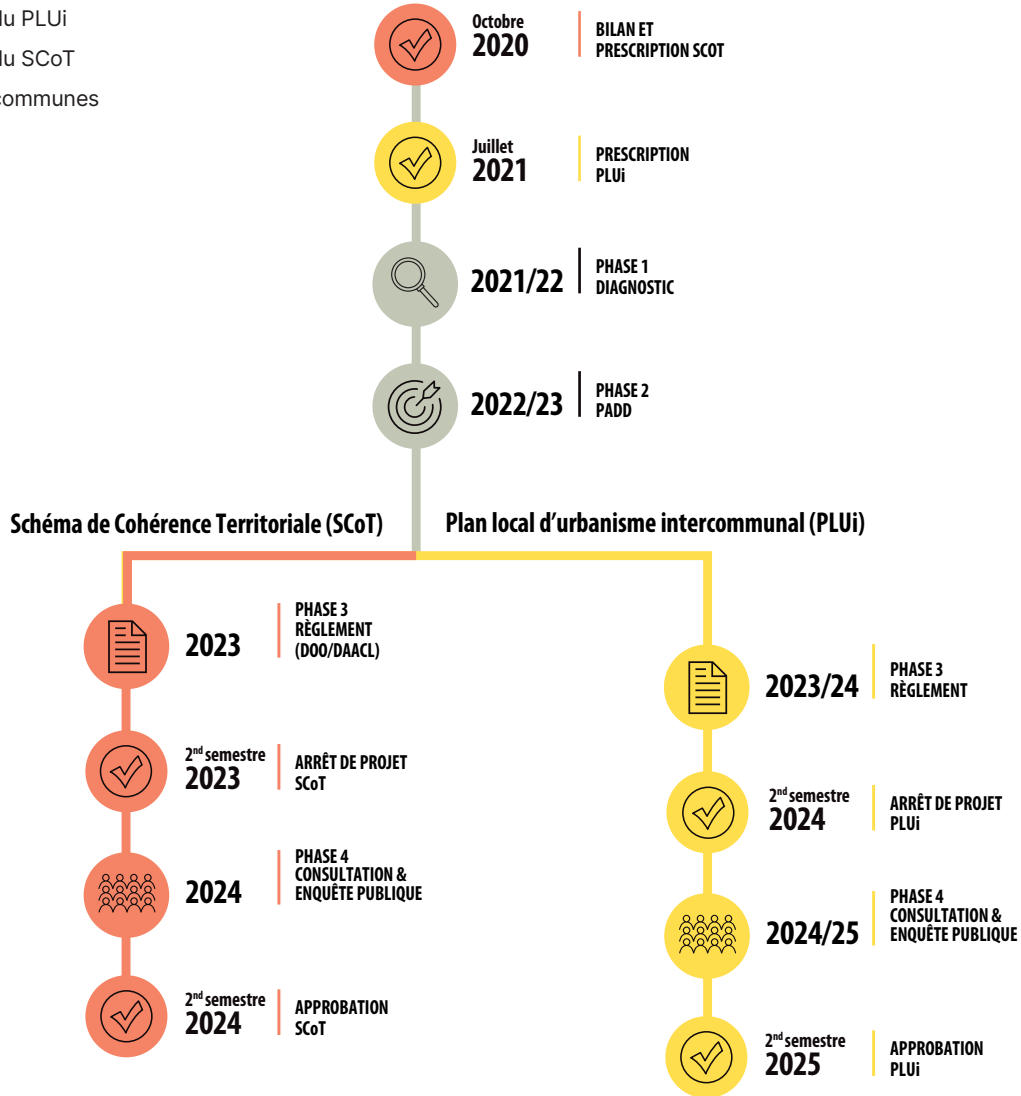 du PLUi
du SCoT
communes
Octobre
2020
BILAN ET
PRESCRIPTION SCOT
Juillet
2021
PRESCRIPTION
PLUi
2021/22
PHASE 1
DIAGNOSTIC
2022/23
PHASE 2
PADD
Schéma de Cohérence Territoriale (SCoT)
Plan local d'urbanisme intercommunal (PLUi)
2023
PHASE 3
RÈGLEMENT
(DOO/DAACL)
2nd semestre
2023
ARRÊT DE PROJET
SCoT
2024
PHASE 4
CONSULTATION &
ENQUÊTE PUBLIQUE
2nd semestre
2024
APPROBATION
SCoT
2023/24
PHASE 3
RÈGLEMENT
2nd semestre
2024
ARRÊT DE PROJET
PLUi
2024/25
PHASE 4
CONSULTATION &
ENQUÊTE PUBLIQUE
2nd semestre
2025
APPROBATION
PLUi